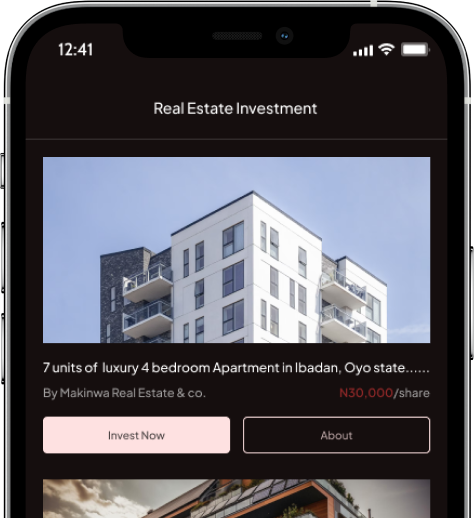 12:41
Real Estate Investment
7 units of luxury 4 bedroom Apartment in Ibadan, Oyo state......
By Makinwa Real Estate & co.
N30,000/share
Invest Now
About